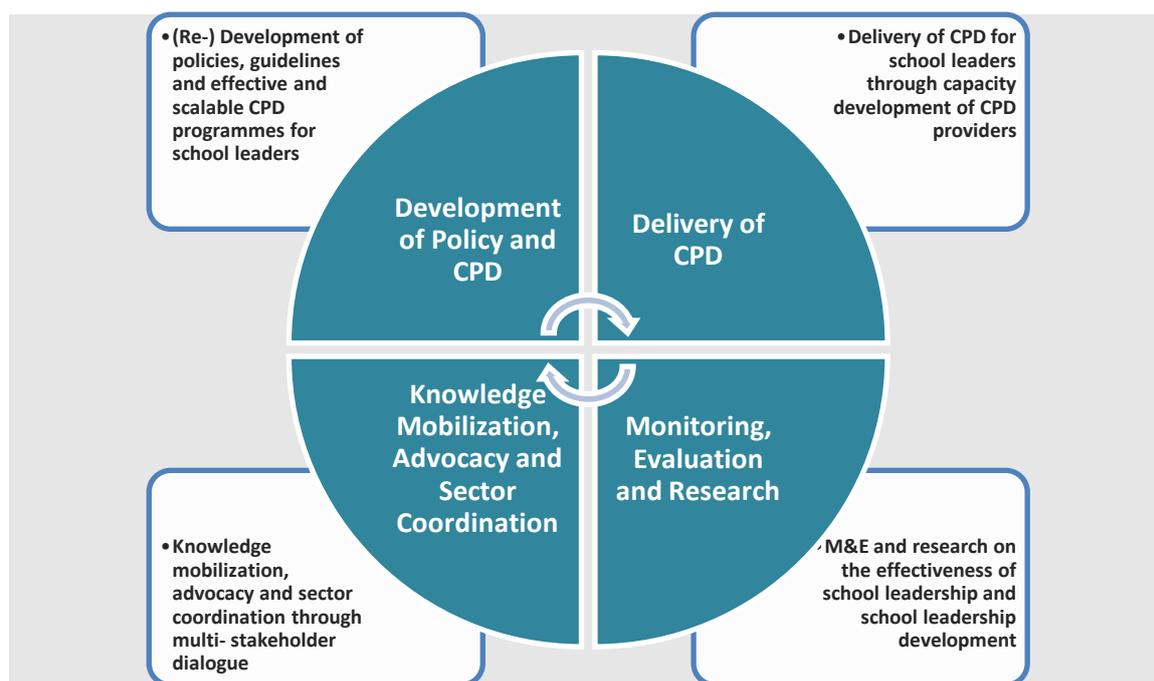 •(Re-) Development of
policies, guidelines
and effective and
scalable CPD
programmes for
school leaders
•Delivery of CPD for
school leaders
through capacity
development of CPD
providers
Development
of Policy and
CPD
Delivery of
CPD
Knowledge
Mobilization,
Advocacy and
Sector
Coordination
Monitoring,
Evaluation
and Research
•Knowledge
mobilization,
advocacy and sector
coordination through
multi- stakeholder
dialogue
•M&E and research on
the effectiveness of
school leadership and
school leadership
development